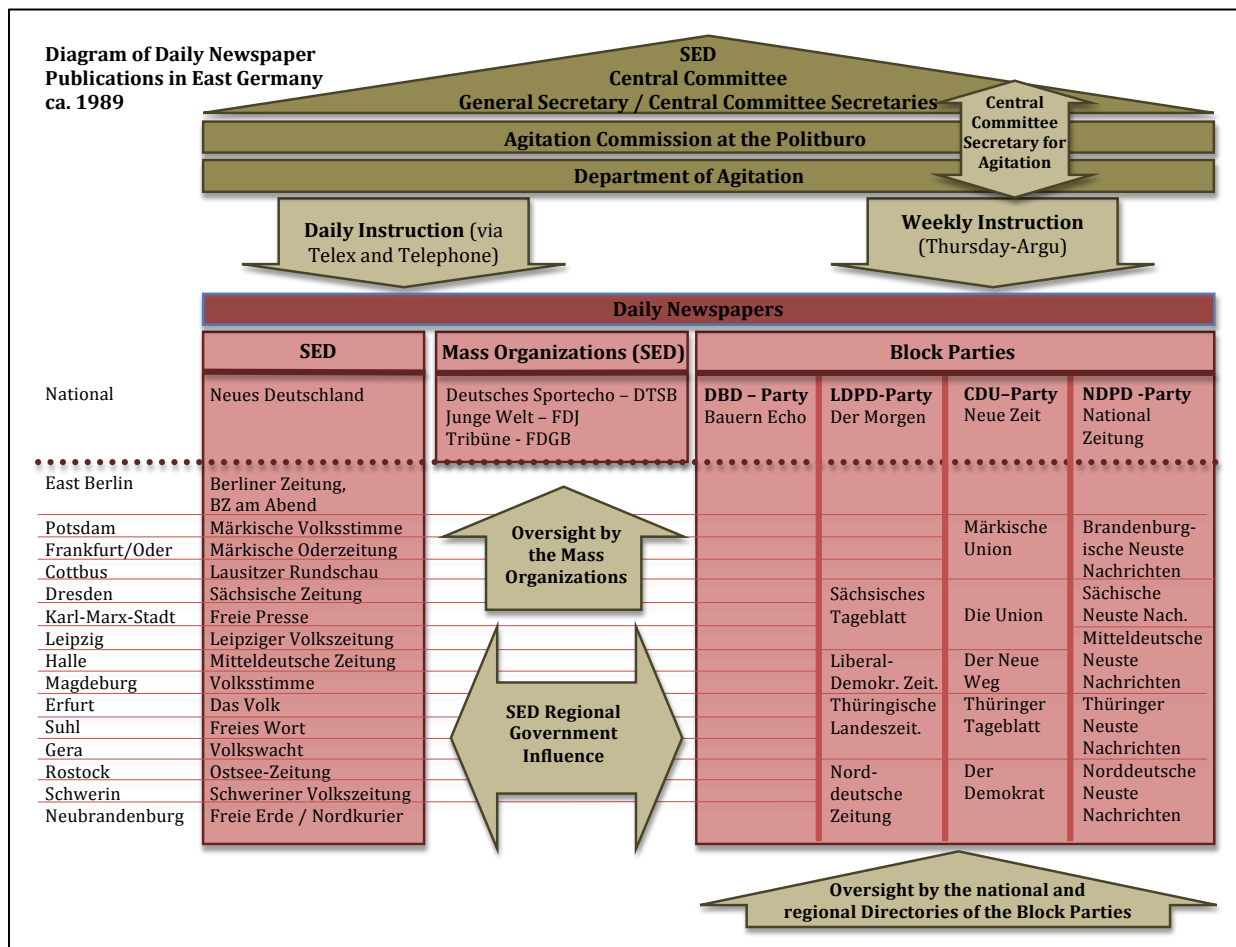 Diagram of Daily Newspaper
Publications in East Germany
ca. 1989
SED
Central Committee
General Secretary / Central Committee Secretaries
Central
Committee
Secretary for
Agitation
Agitation Commission at the Politburo
Department of Agitation
Daily Instruction (via
Telex and Telephone)
Weekly Instruction
(Thursday-Argu)
Daily Newspapers
SED
Mass Organizations (SED)
Block Parties
National
Neues Deutschland
Deutsches Sportecho – DTSB
Junge Welt – FDJ
Tribüne - FDGB
DBD – Party
Bauern Echo
LDPD-Party
Der Morgen
CDU–Party
Neue Zeit
NDPD -Party
National
Zeitung
East Berlin
Berliner Zeitung,
BZ am Abend
Potsdam
Märkische Volksstimme
Frankfurt/Oder
Märkische Oderzeitung
Cottbus
Lausitzer Rundschau
Dresden
Sächsische Zeitung
Karl-Marx-Stadt
Freie Presse
Leipzig
Leipziger Volkszeitung
Halle
Mitteldeutsche Zeitung
Magdeburg
Volksstimme
Erfurt
Das Volk
Suhl
Freies Wort
Gera
Volkswacht
Rostock
Ostsee-Zeitung
Schwerin
Schweriner Volkszeitung
Neubrandenburg
Freie Erde / Nordkurier
Oversight by
the Mass
Organizations
SED Regional
Government
Influence
Sächsisches
Tageblatt
Liberal-
Demokr. Zeit.
Thüringische
Landeszeit.
Nord-
deutsche
Zeitung
Märkische
Union
Die Union
Der Neue
Weg
Thüringer
Tageblatt
Der
Demokrat
Brandenburg-
ische Neuste
Nachrichten
Sächische
Neuste Nach.
Mitteldeutsche
Neuste
Nachrichten
Thüringer
Neuste
Nachrichten
Norddeutsche
Neuste
Nachrichten
Oversight by the national and
regional Directories of the Block Parties